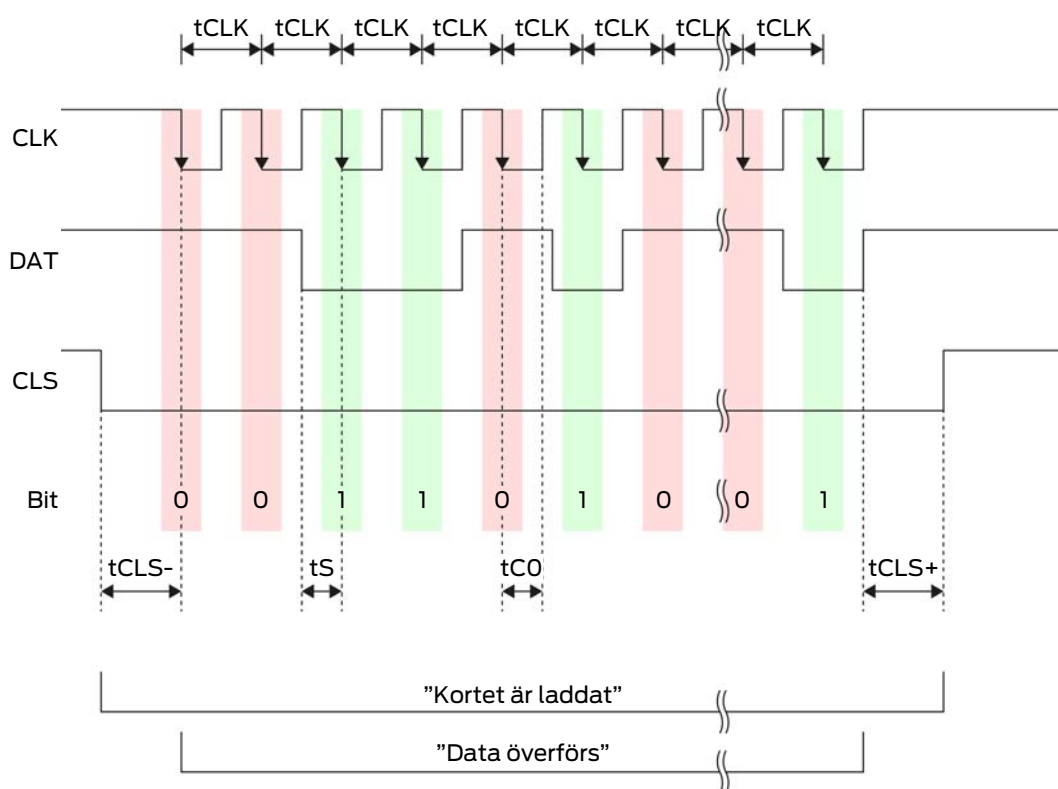 tCLK tCLK tCLK tCLK tCLK tCLK tCLK tCLK
CLK
DAT
CLS
Bit 0 0 1 1 0 1 0 0 1
tCLS- tS tC0 tCLS+
”Kortet är laddat”
”Data överförs”